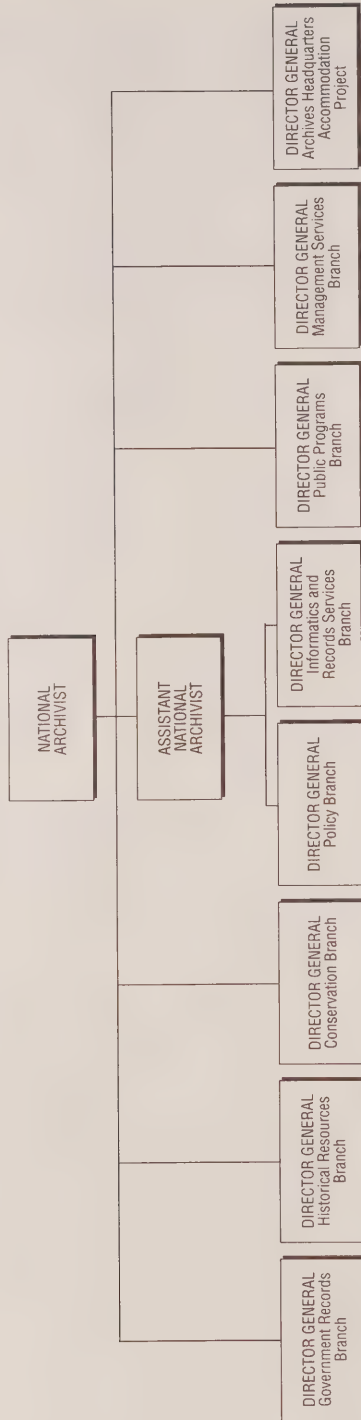 NATIONAL
ARCHIVIST
ASSISTANT
NATIONAL
ARCHIVIST
DIRECTOR GENERAL
Government Records
Branch
DIRECTOR GENERAL
Historical Resources
Branch
DIRECTOR GENERAL
Conservation Branch
DIRECTOR GENERAL
Policy Branch
DIRECTOR GENERAL
Informatics and
Records Services
Branch
DIRECTOR GENERAL
Public Programs
Branch
DIRECTOR GENERAL
Management Services
Branch
DIRECTOR GENERAL
Archives Headquarters
Accommodation
Project